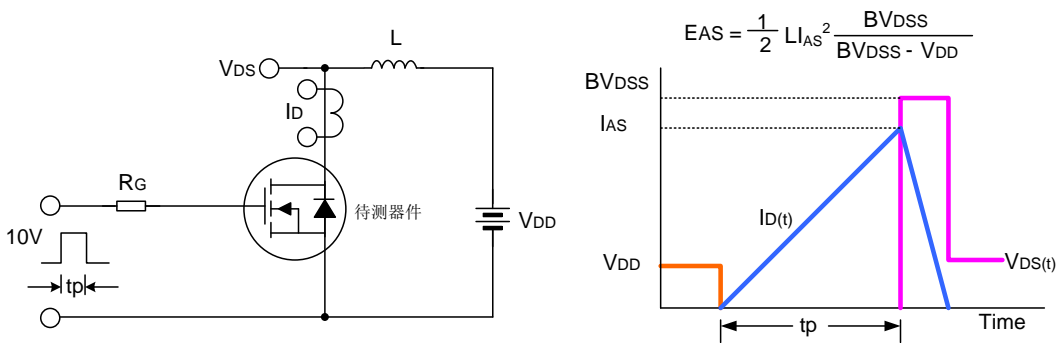 L
VDS
ID
RG
10V
tp
待测器件
VDD
EAS = 1/2 LIAS² BVDSS/(BVDSS - VDD)
BVDSS
IAS
ID(t)
VDD
VDS(t)
tp
Time